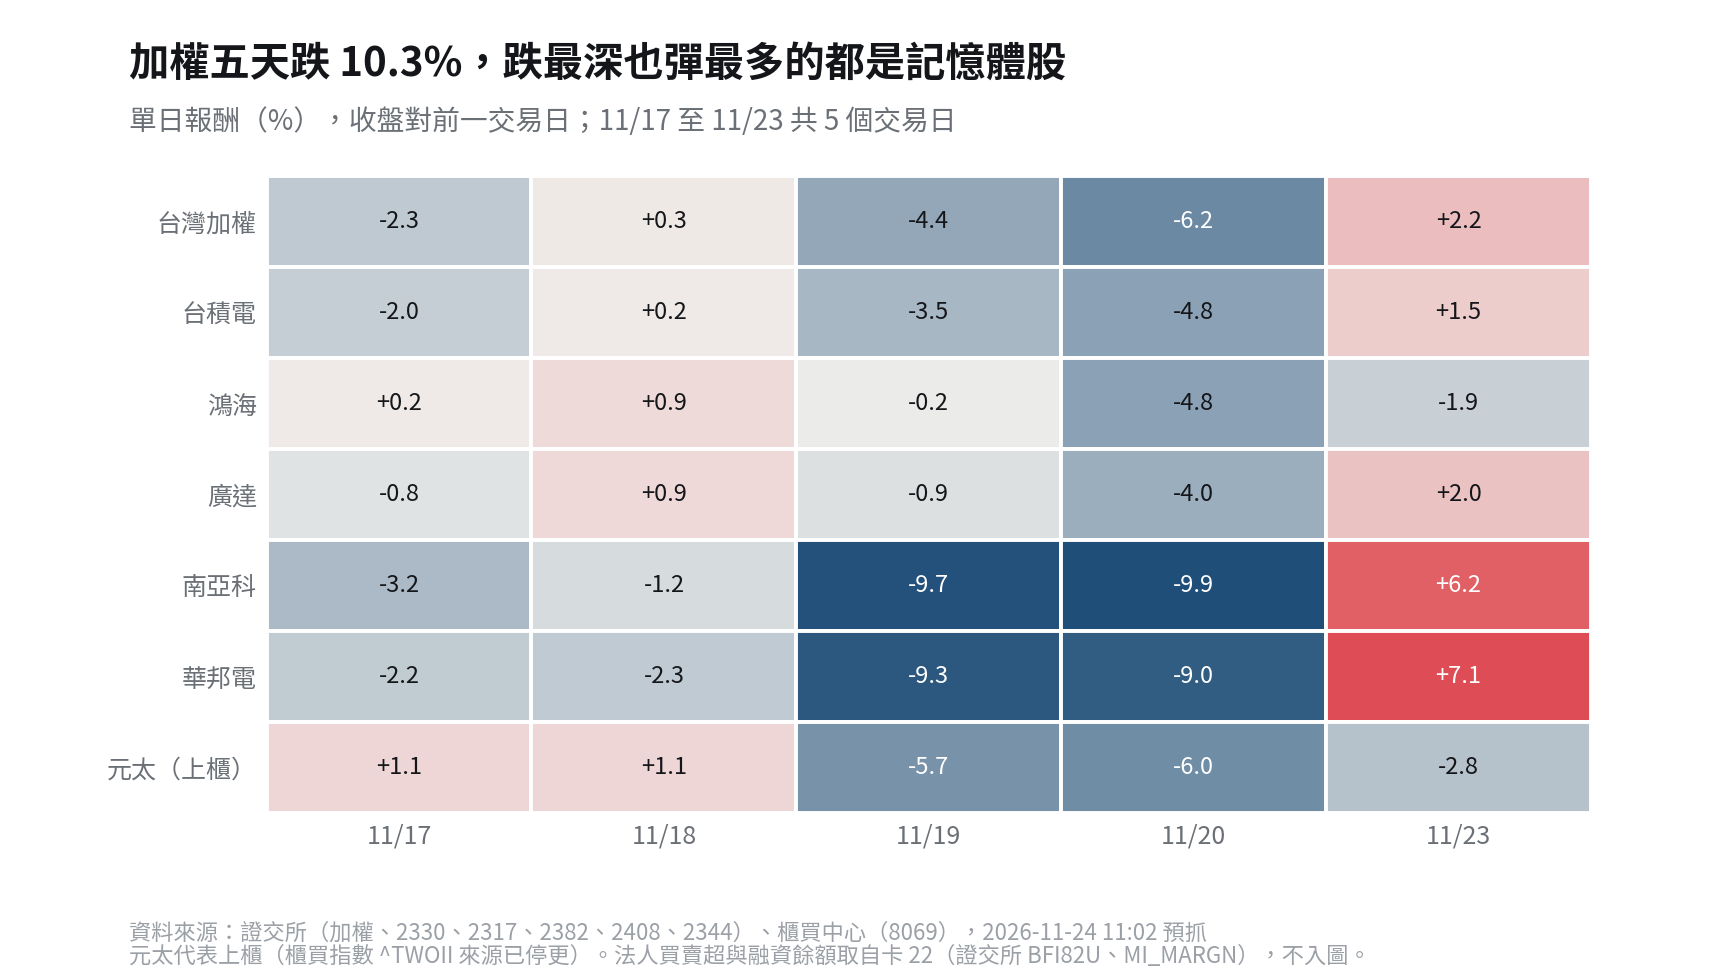 加權五天跌 10.3%，跌最深也彈最多的都是記憶體股
單日報酬（%），收盤對前一交易日；11/17 至 11/23 共 5 個交易日
台灣加權 -2.3 +0.3 -4.4 -6.2 +2.2
台積電 -2.0 +0.2 -3.5 -4.8 +1.5
鴻海 +0.2 +0.9 -0.2 -4.8 -1.9
廣達 -0.8 +0.9 -0.9 -4.0 +2.0
南亞科 -3.2 -1.2 -9.7 -9.9 +6.2
華邦電 -2.2 -2.3 -9.3 -9.0 +7.1
元太（上櫃） +1.1 +1.1 -5.7 -6.0 -2.8
11/17 11/18 11/19 11/20 11/23
資料來源：證交所（加權、2330、2317、2382、2408、2344）、櫃買中心（8069），2026-11-24 11:02 預抓
元太代表上櫃（櫃買指數 ^TWOII 來源已停更）。法人買賣超與融資餘額取自卡 22（證交所 BFI82U、MI_MARGN），不入圖。